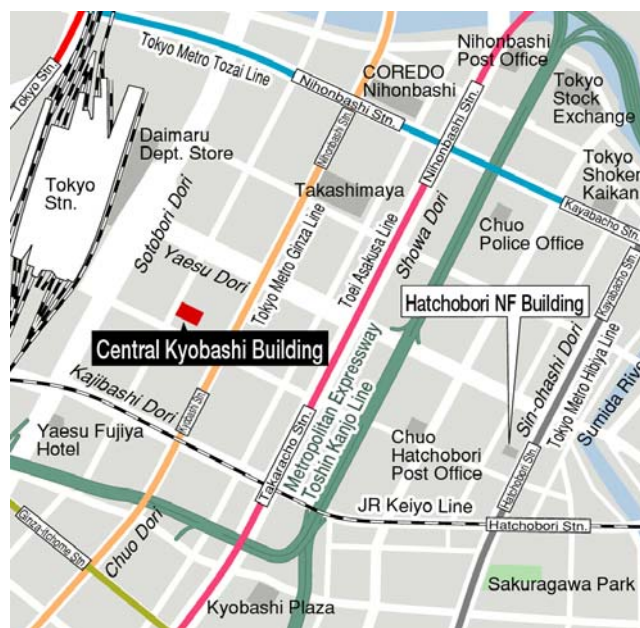 Tokyo Stn.
Tokyo Metro Tozai Line
Nihonbashi Stn.
COREDO
Nihonbashi
Nihonbashi
Post Office
Tokyo
Stock
Exchange
Daimaru
Dept. Store
Nihonbashi Stn.
Nihonbashi Stn.
Tokyo
Shoken
Kaikan
Tokyo
Stn.
Takashimaya
Kayabacho Stn.
Sotobori Dori
Yaesu Dori
Tokyo Metro Ginza Line
Toei Asakusa Line
Showa Dori
Chuo
Police Office
Kayabacho Stn.
Hatchobori NF Building
Central Kyobashi Building
Sin-ohashi Dori
Tokyo Metro Hibiya Line
Sumida River
Kajibashi Dori
Kyobashi Stn.
Yaesu Fujiya
Hotel
Takaracho Stn.
Metropolitan Expressway
Toshin Kanjo Line
Chuo
Hatchobori
Post Office
Hatchobori Stn.
JR Keiyo Line
Hatchobori Stn.
Ginza-itchome Stn.
Chuo Dori
Kyobashi Plaza
Sakuragawa Park